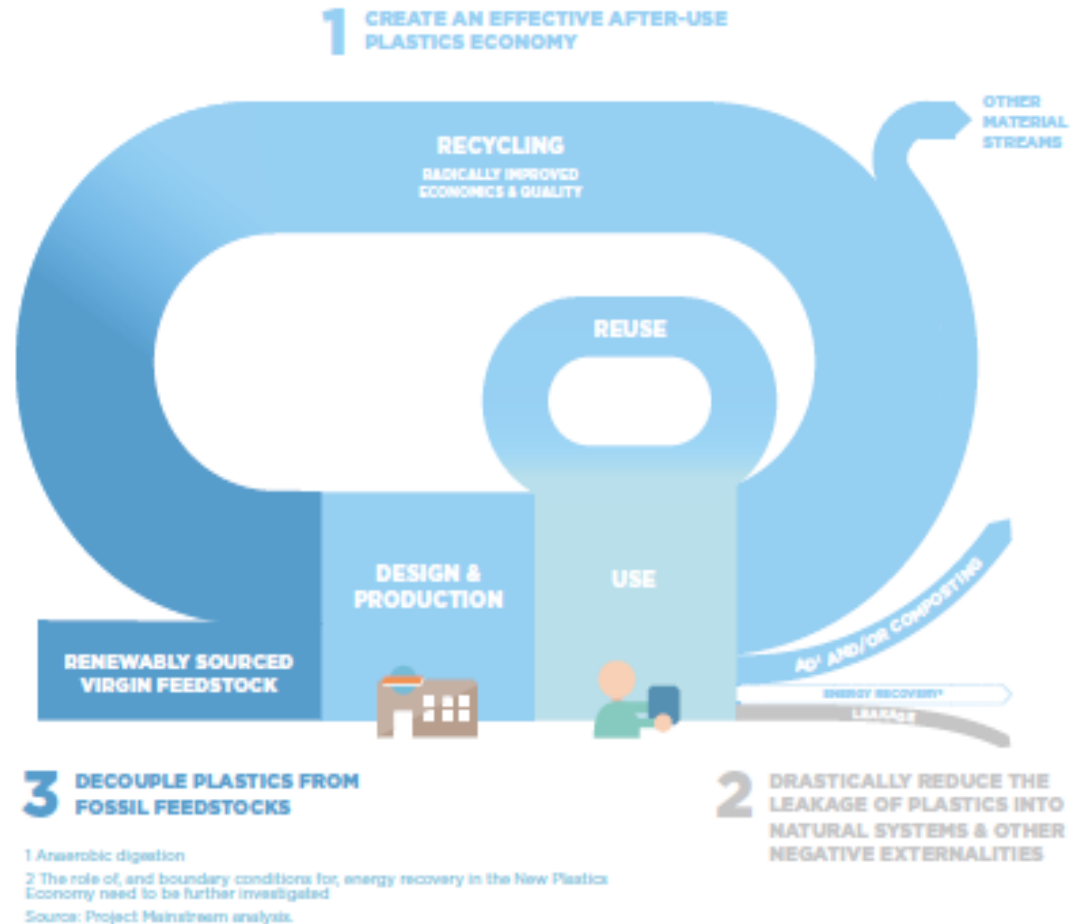 1 CREATE AN EFFECTIVE AFTER-USE
PLASTICS ECONOMY
OTHER
MATERIAL
STREAMS
RECYCLING
RADICALLY IMPROVED
ECONOMICS & QUALITY
REUSE
DESIGN &
PRODUCTION
USE
RENEWABLY SOURCED
VIRGIN FEEDSTOCK
AD¹ AND/OR COMPOSTING
ENERGY RECOVERY²
LEAKAGE
3 DECOUPLE PLASTICS FROM
FOSSIL FEEDSTOCKS
2 DRASTICALLY REDUCE THE
LEAKAGE OF PLASTICS INTO
NATURAL SYSTEMS & OTHER
NEGATIVE EXTERNALITIES
1 Anaerobic digestion
2 The role of, and boundary conditions for, energy recovery in the New Plastics
Economy need to be further investigated
Source: Project Mainstream analysis.